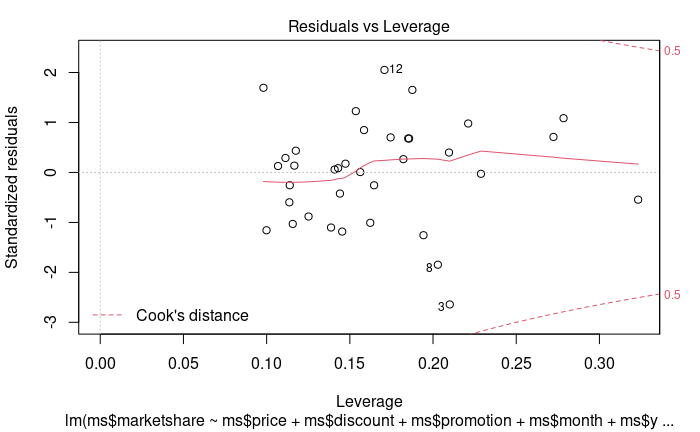 Residuals vs Leverage
Standardized residuals
2
1
0
-1
-2
-3
12
8
3
0.5
0.5
Cook's distance
0.00 0.05 0.10 0.15 0.20 0.25 0.30
Leverage
lm(ms$marketshare ~ ms$price + ms$discount + ms$promotion + ms$month + ms$y ...